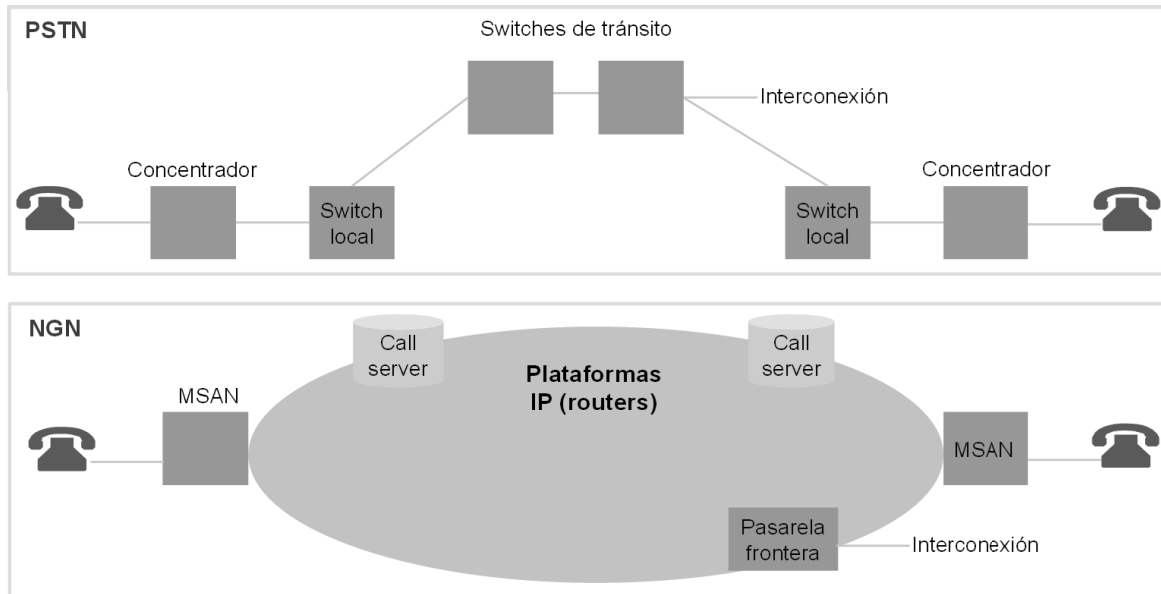 PSTN
Switches de tránsito
Interconexión
Concentrador
Concentrador
Switch
local
Switch
local
NGN
Call
server
Call
server
Plataformas
IP (routers)
MSAN
MSAN
Pasarela
frontera
Interconexión